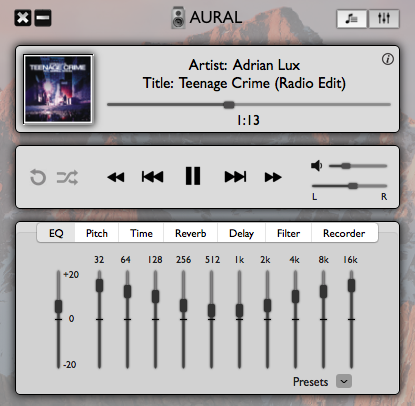 AURAL
TEENAGE CRIME
Artist: Adrian Lux
Title: Teenage Crime (Radio Edit)
1:13
L R
EQ Pitch Time Reverb Delay Filter Recorder
32 64 128 256 512 1k 2k 4k 8k 16k
+20
0
-20
Presets